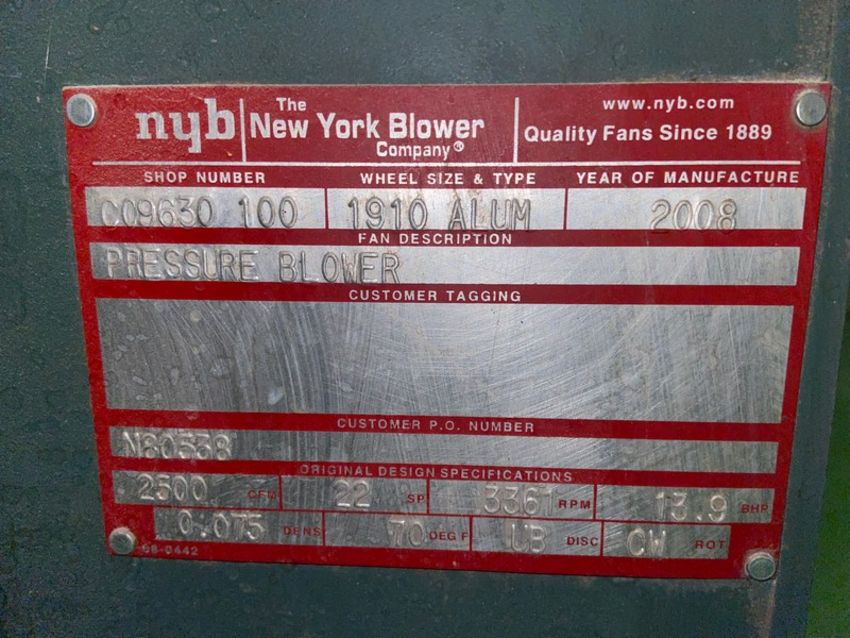 nyb The New York Blower Company®
www.nyb.com
Quality Fans Since 1889
SHOP NUMBER WHEEL SIZE & TYPE YEAR OF MANUFACTURE
C09630 100 1910 ALUM 2008
FAN DESCRIPTION
PRESSURE BLOWER
CUSTOMER TAGGING
CUSTOMER P.O. NUMBER
N80538
ORIGINAL DESIGN SPECIFICATIONS
2500 CFM 22 SP 3361 RPM 13.9 BHP
0.075 DENS 70 DEG F UB DISC CW ROT
68-0442